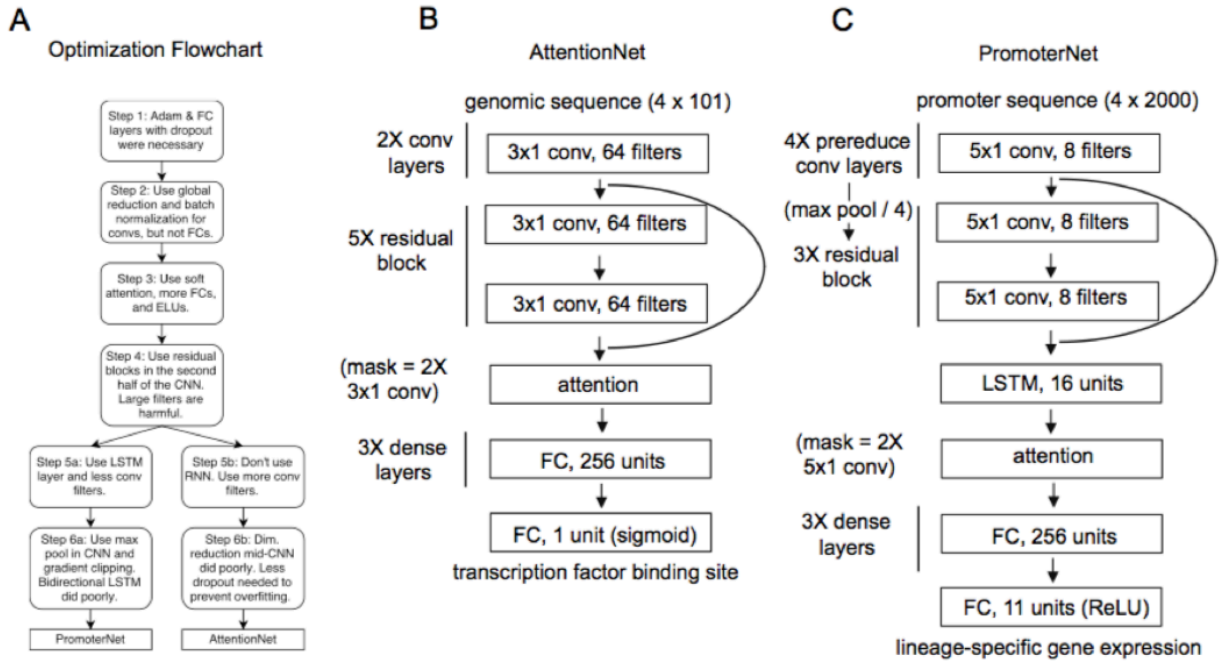 A
Optimization Flowchart
Step 1: Adam & FC
layers with dropout
were necessary
Step 2: Use global
reduction and batch
normalization for
convs, but not FCs.
Step 3: Use soft
attention, more FCs,
and ELUs.
Step 4: Use residual
blocks in the second
half of the CNN.
Large filters are
harmful.
Step 5a: Use LSTM
layer and less conv
filters.
Step 5b: Don't use
RNN. Use more conv
filters.
Step 6a: Use max
pool in CNN and
gradient clipping.
Bidirectional LSTM
did poorly.
Step 6b: Dim.
reduction mid-CNN
did poorly. Less
dropout needed to
prevent overfitting.
PromoterNet
AttentionNet
B
AttentionNet
genomic sequence (4 x 101)
2X conv
layers
3x1 conv, 64 filters
5X residual
block
3x1 conv, 64 filters
3x1 conv, 64 filters
(mask = 2X
3x1 conv)
attention
3X dense
layers
FC, 256 units
FC, 1 unit (sigmoid)
transcription factor binding site
C
PromoterNet
promoter sequence (4 x 2000)
4X prereduce
conv layers
5x1 conv, 8 filters
(max pool / 4)
3X residual
block
5x1 conv, 8 filters
5x1 conv, 8 filters
LSTM, 16 units
(mask = 2X
5x1 conv)
attention
3X dense
layers
FC, 256 units
FC, 11 units (ReLU)
lineage-specific gene expression